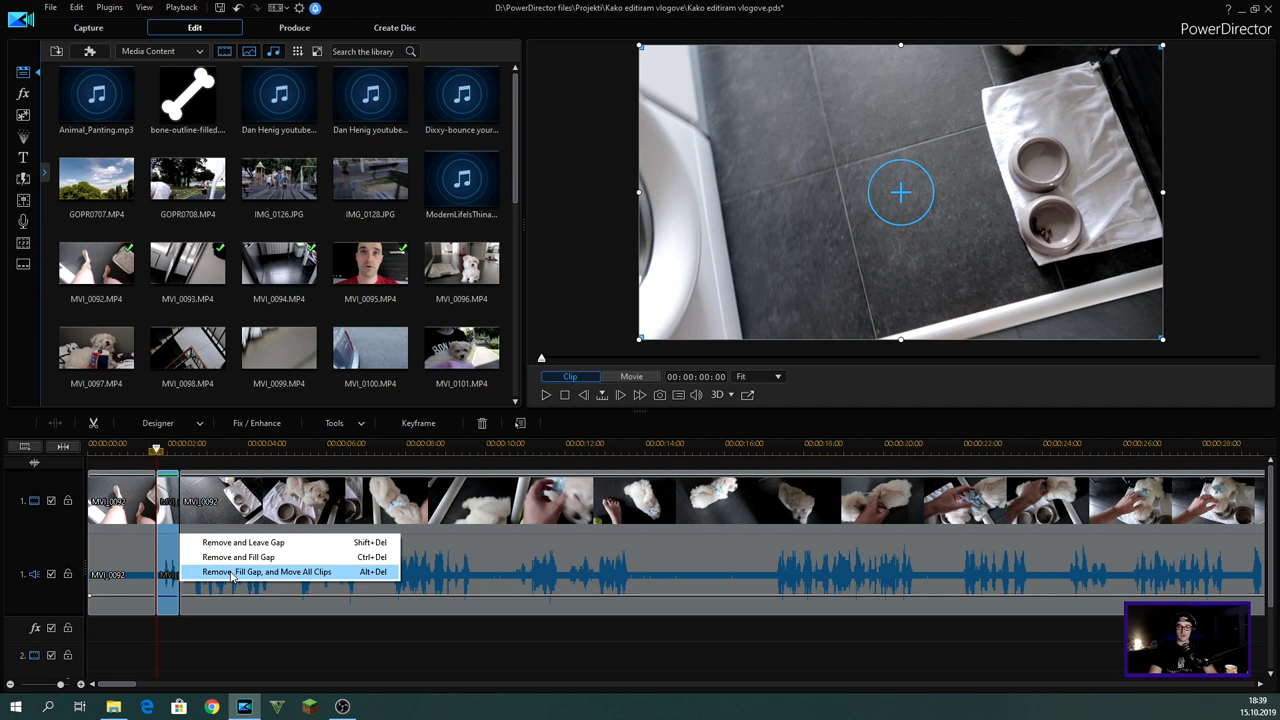 File Edit Plugins View Playback D:\PowerDirector files\Projekti\Kako editiram vlogove\Kako editiram vlogove.pds*
Capture Edit Produce Create Disc PowerDirector
Media Content Search the library
Animal_Panting.mp3 bone-outline-filled.... Dan Henig youtube... Dan Henig youtube... Dixxy-bounce your...
GOPR0707.MP4 GOPR0708.MP4 IMG_0126.JPG IMG_0128.JPG ModernLifeIsThina...
MVI_0092.MP4 MVI_0093.MP4 MVI_0094.MP4 MVI_0095.MP4 MVI_0096.MP4
MVI_0097.MP4 MVI_0098.MP4 MVI_0099.MP4 MVI_0100.MP4 MVI_0101.MP4
Clip Movie 00:00:00:00 Fit
3D
Designer Fix / Enhance Tools Keyframe
00:00:00:00 00:00:02:00 00:00:04:00 00:00:06:00 00:00:08:00 00:00:10:00 00:00:12:00 00:00:14:00 00:00:16:00 00:00:18:00 00:00:20:00 00:00:22:00 00:00:24:00 00:00:26:00 00:00:28:00
1. MVI_0092 MVI_0092
Remove and Leave Gap Shift+Del
Remove and Fill Gap Ctrl+Del
Remove, Fill Gap, and Move All Clips Alt+Del
1. MVI_0092
fx
2.
18:39
15.10.2019